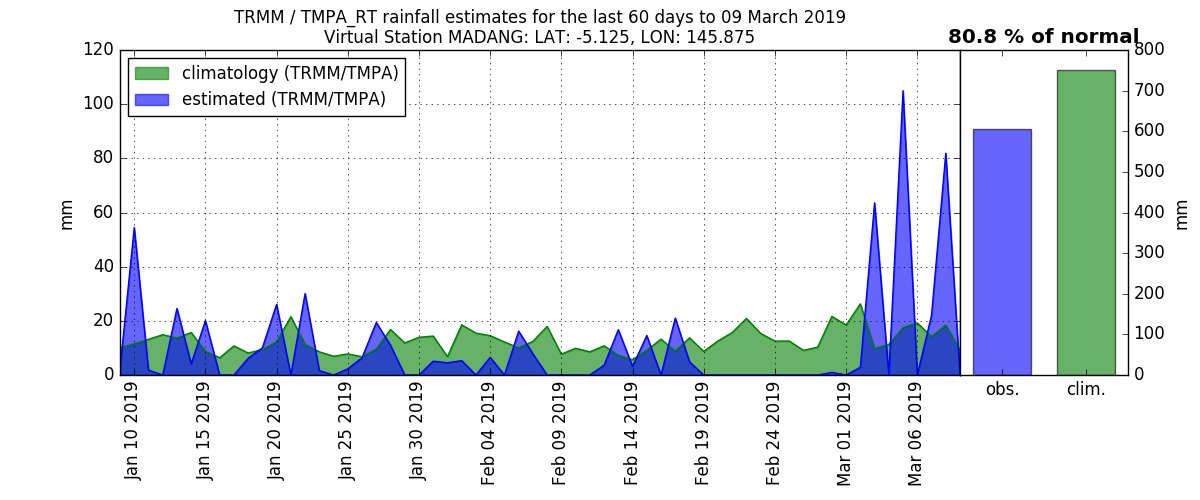 TRMM / TMPA_RT rainfall estimates for the last 60 days to 09 March 2019
Virtual Station MADANG: LAT: -5.125, LON: 145.875
80.8 % of normal
climatology (TRMM/TMPA)
estimated (TRMM/TMPA)
mm
120
100
80
60
40
20
0
Jan 10 2019
Jan 15 2019
Jan 20 2019
Jan 25 2019
Jan 30 2019
Feb 04 2019
Feb 09 2019
Feb 14 2019
Feb 19 2019
Feb 24 2019
Mar 01 2019
Mar 06 2019
obs.
clim.
800
700
600
500
400
300
200
100
0
mm